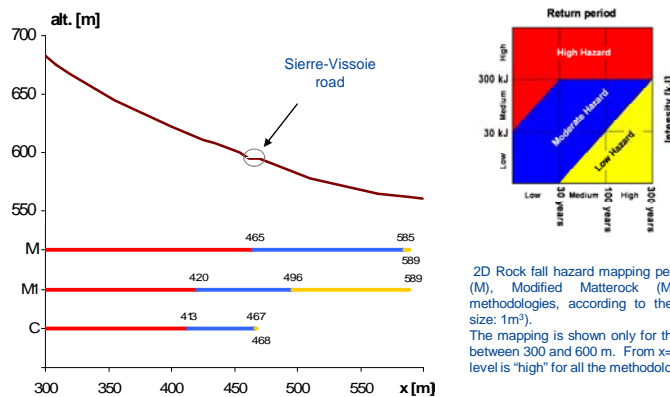 alt. [m]
700
650
600
550
Sierre-Vissoie
road
M
465
585
589
M1
420
496
589
C
413
467
468
300
350
400
450
500
550
x [m]
Return period
High
Medium
Low
300 kJ
30 kJ
High Hazard
Moderate Hazard
Low Hazard
Intensity (kJ)
Low
Medium
High
30 years
100 years
300 years
2D Rock fall hazard mapping pe
(M), Modified Matterock (M
methodologies, according to the
size: 1m³).
The mapping is shown only for th
between 300 and 600 m. From x=
level is "high" for all the methodolo